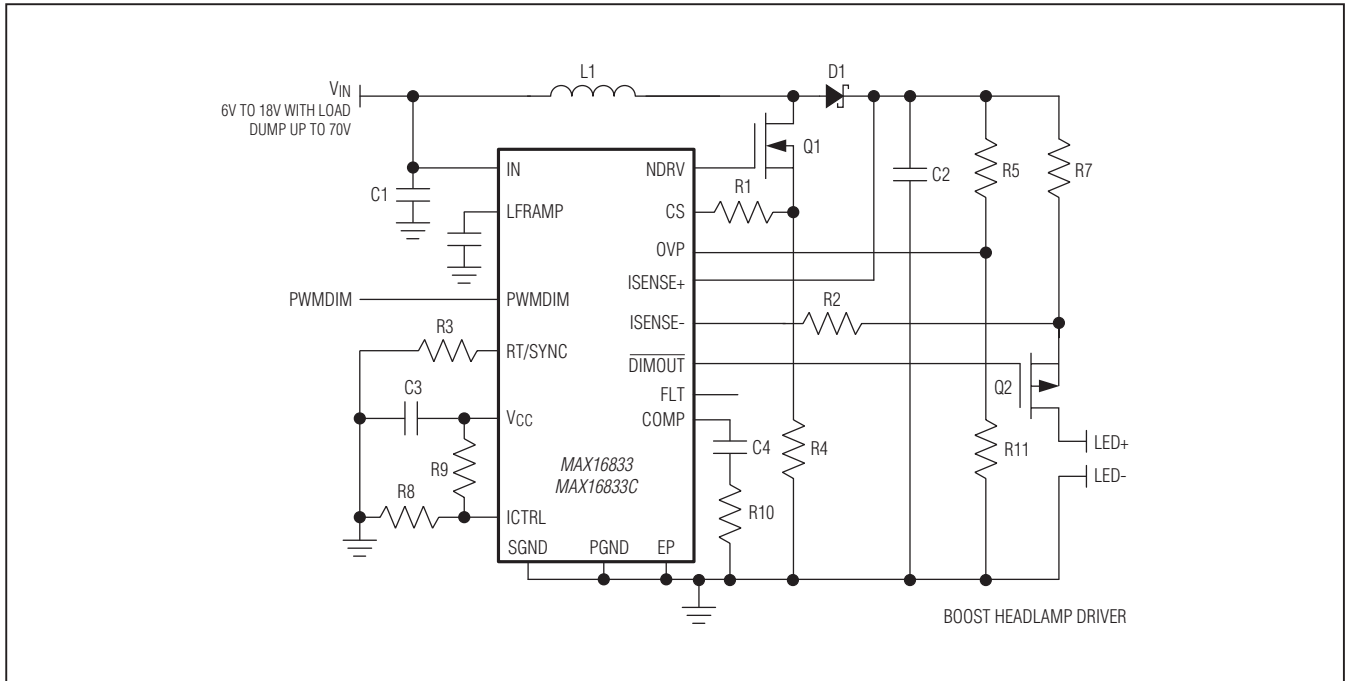 L1
D1
VIN
6V TO 18V WITH LOAD
DUMP UP TO 70V
Q1
IN
NDRV
C1
R1
C2
R5
R7
LFRAMP
CS
OVP
ISENSE+
PWMDIM
PWMDIM
R2
ISENSE-
R3
RT/SYNC
DIMOUT
Q2
FLT
C3
VCC
COMP
LED+
C4
R4
R11
R9
MAX16833
MAX16833C
LED-
R8
R10
ICTRL
SGND
PGND
EP
BOOST HEADLAMP DRIVER